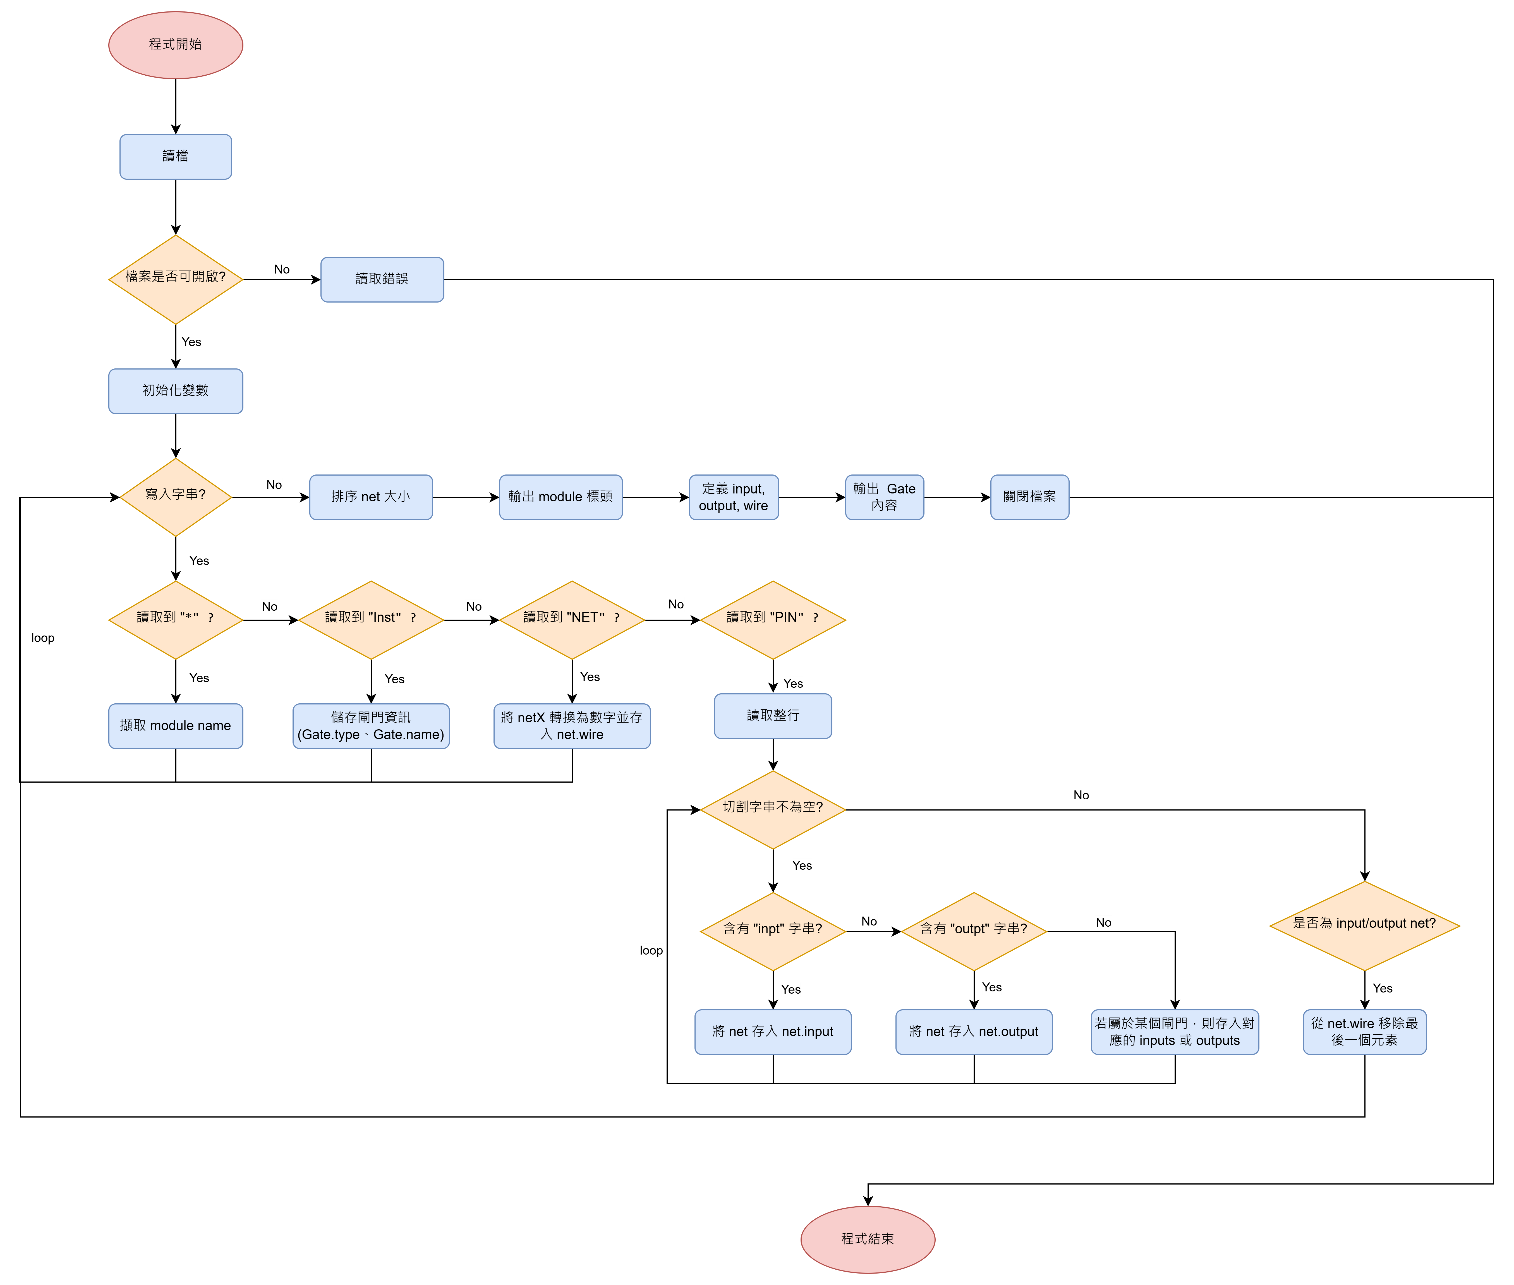 程式開始
讀檔
檔案是否可開啟?
No
讀取錯誤
Yes
初始化變數
寫入字串?
No
排序 net 大小
輸出 module 標頭
定義 input,
output, wire
輸出 Gate
內容
關閉檔案
Yes
讀取到 "*" ?
No
讀取到 "Inst" ?
No
讀取到 "NET" ?
No
讀取到 "PIN" ?
loop
Yes
Yes
Yes
Yes
擷取 module name
儲存閘門資訊
(Gate.type、Gate.name)
將 netX 轉換為數字並存
入 net.wire
讀取整行
切割字串不為空?
No
Yes
含有 "inpt" 字串?
No
含有 "outpt" 字串?
No
是否為 input/output net?
loop
Yes
Yes
Yes
將 net 存入 net.input
將 net 存入 net.output
若屬於某個閘門，則存入對
應的 inputs 或 outputs
從 net.wire 移除最
後一個元素
程式結束